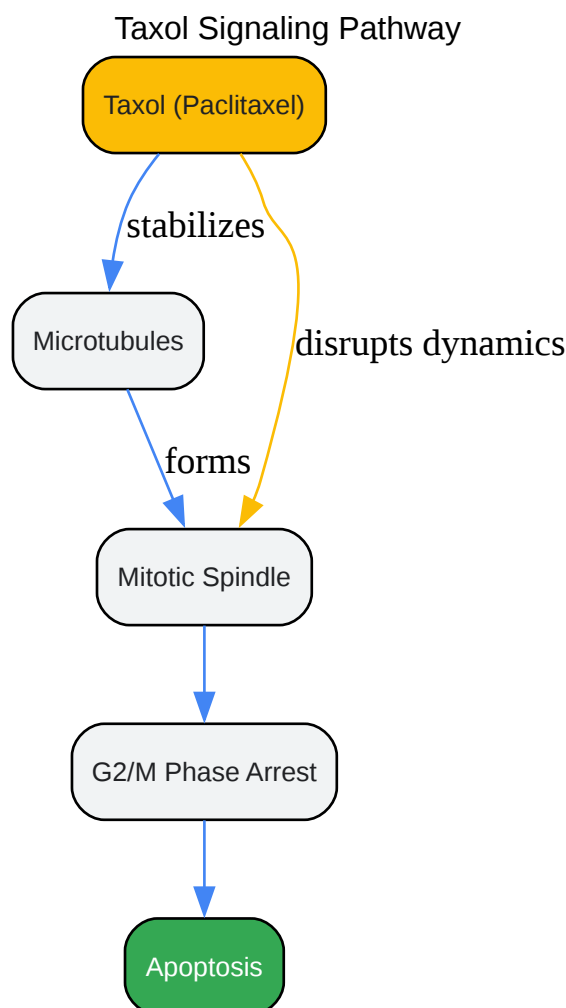 Taxol Signaling Pathway
Taxol (Paclitaxel)
stabilizes
Microtubules
disrupts dynamics
forms
Mitotic Spindle
G2/M Phase Arrest
Apoptosis